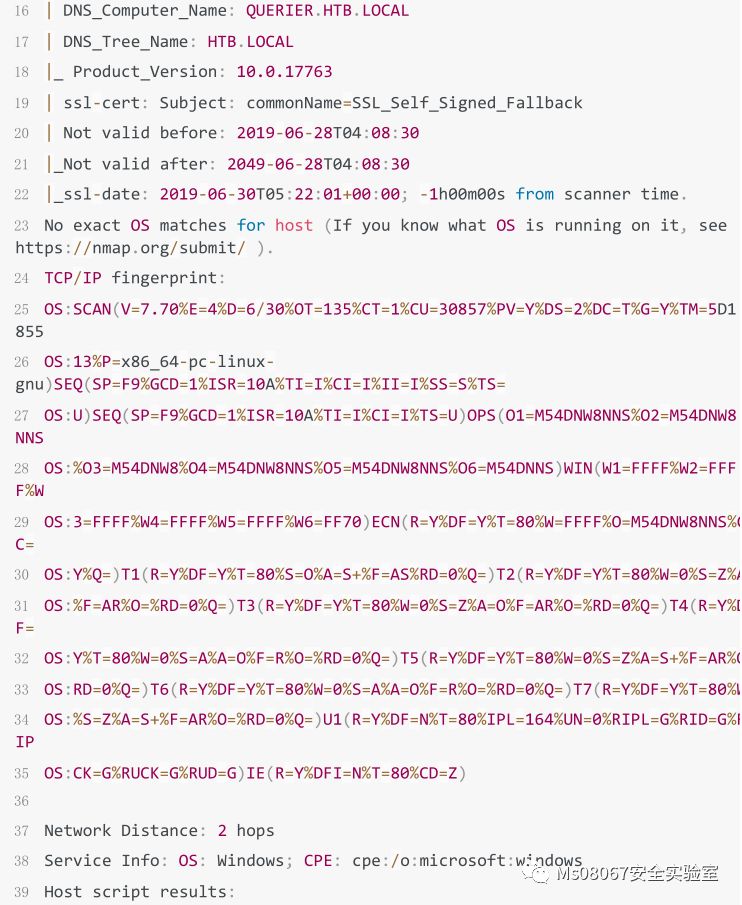 16 | DNS_Computer_Name: QUERIER.HTB.LOCAL
17 | DNS_Tree_Name: HTB.LOCAL
18 |_ Product_Version: 10.0.17763
19 | ssl-cert: Subject: commonName=SSL_Self_Signed_Fallback
20 | Not valid before: 2019-06-28T04:08:30
21 |_Not valid after: 2049-06-28T04:08:30
22 |_ssl-date: 2019-06-30T05:22:01+00:00; -1h00m00s from scanner time.
23 No exact OS matches for host (If you know what OS is running on it, see
https://nmap.org/submit/ ).
24 TCP/IP fingerprint:
25 OS:SCAN(V=7.70%E=4%D=6/30%OT=135%CT=1%CU=30857%PV=Y%DS=2%DC=T%G=Y%TM=5D1
855
26 OS:13%P=x86_64-pc-linux-
gnu)SEQ(SP=F9%GCD=1%ISR=10A%TI=I%CI=I%II=I%SS=S%TS=
27 OS:U)SEQ(SP=F9%GCD=1%ISR=10A%TI=I%CI=I%TS=U)OPS(O1=M54DNW8NNS%O2=M54DNW8
NNS
28 OS:%O3=M54DNW8%O4=M54DNW8NNS%O5=M54DNW8NNS%O6=M54DNNS)WIN(W1=FFFF%W2=FFF
F%W
29 OS:3=FFFF%W4=FFFF%W5=FFFF%W6=FF70)ECN(R=Y%DF=Y%T=80%W=FFFF%O=M54DNW8NNS%C
C=
30 OS:Y%Q=)T1(R=Y%DF=Y%T=80%S=O%A=S+%F=AS%RD=0%Q=)T2(R=Y%DF=Y%T=80%W=0%S=Z%A
31 OS:%F=AR%O=%RD=0%Q=)T3(R=Y%DF=Y%T=80%W=0%S=Z%A=O%F=AR%O=%RD=0%Q=)T4(R=Y%D
F=
32 OS:Y%T=80%W=0%S=A%A=O%F=R%O=%RD=0%Q=)T5(R=Y%DF=Y%T=80%W=0%S=Z%A=S+%F=AR%O
33 OS:RD=0%Q=)T6(R=Y%DF=Y%T=80%W=0%S=A%A=O%F=R%O=%RD=0%Q=)T7(R=Y%DF=Y%T=80%W
34 OS:%S=Z%A=S+%F=AR%O=%RD=0%Q=)U1(R=Y%DF=N%T=80%IPL=164%UN=0%RIPL=G%RID=G%R
IP
35 OS:CK=G%RUCK=G%RUD=G)IE(R=Y%DFI=N%T=80%CD=Z)
36
37 Network Distance: 2 hops
38 Service Info: OS: Windows; CPE: cpe:/o:microsoft:windows
39 Host script results:
Ms08067安全实验室